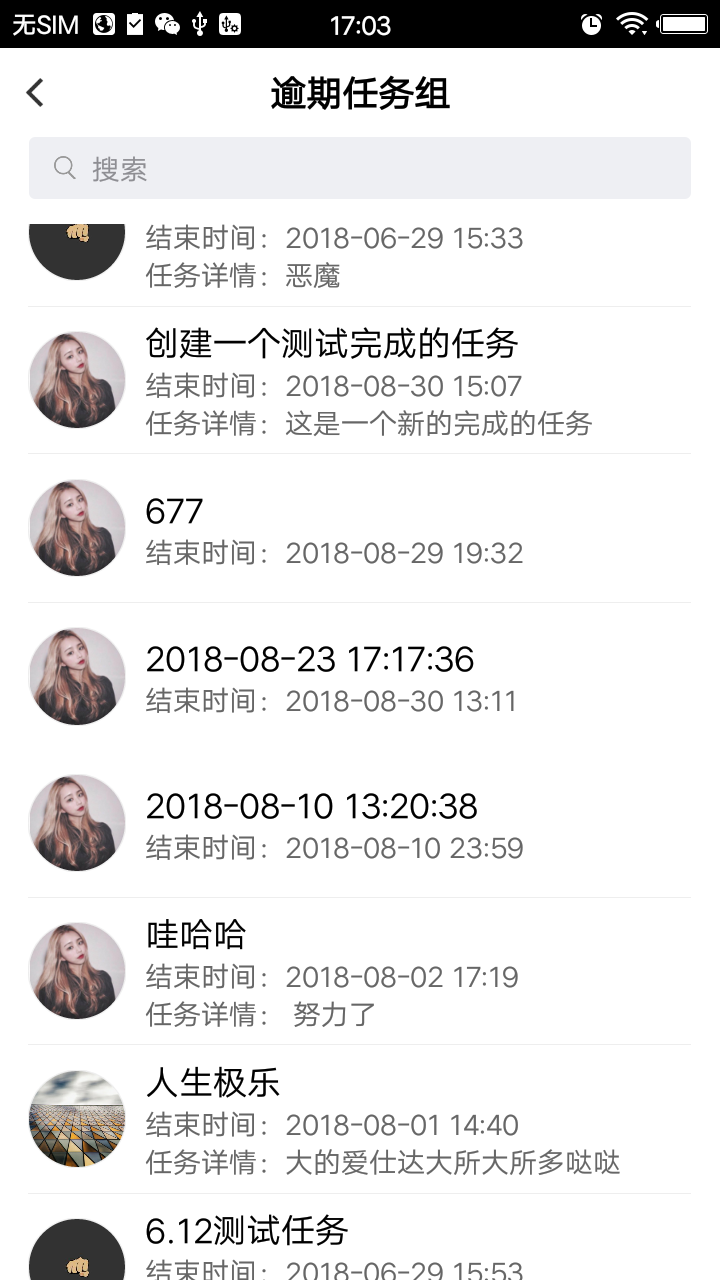 无SIM
17:03
逾期任务组
搜索
结束时间：2018-06-29 15:33
任务详情：恶魔
创建一个测试完成的任务
结束时间：2018-08-30 15:07
任务详情：这是一个新的完成的任务
677
结束时间：2018-08-29 19:32
2018-08-23 17:17:36
结束时间：2018-08-30 13:11
2018-08-10 13:20:38
结束时间：2018-08-10 23:59
哇哈哈
结束时间：2018-08-02 17:19
任务详情： 努力了
人生极乐
结束时间：2018-08-01 14:40
任务详情：大的爱仕达大所大所多哒哒
6.12测试任务
结束时间：2018-06-29 15:53